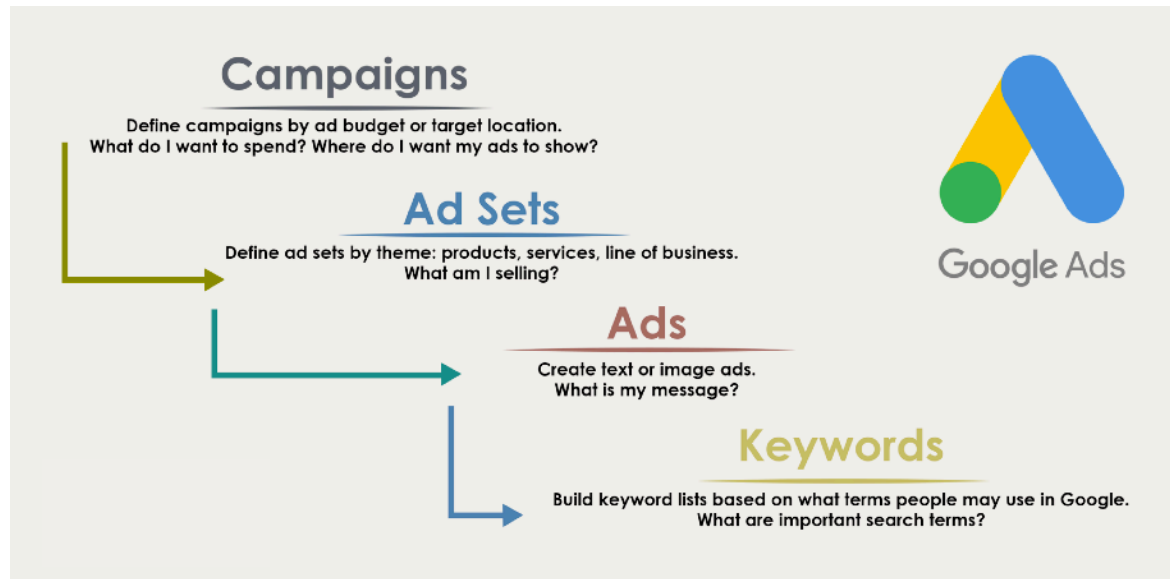 Campaigns
Define campaigns by ad budget or target location.
What do I want to spend? Where do I want my ads to show?
Ad Sets
Define ad sets by theme: products, services, line of business.
What am I selling?
Google Ads
Ads
Create text or image ads.
What is my message?
Keywords
Build keyword lists based on what terms people may use in Google.
What are important search terms?